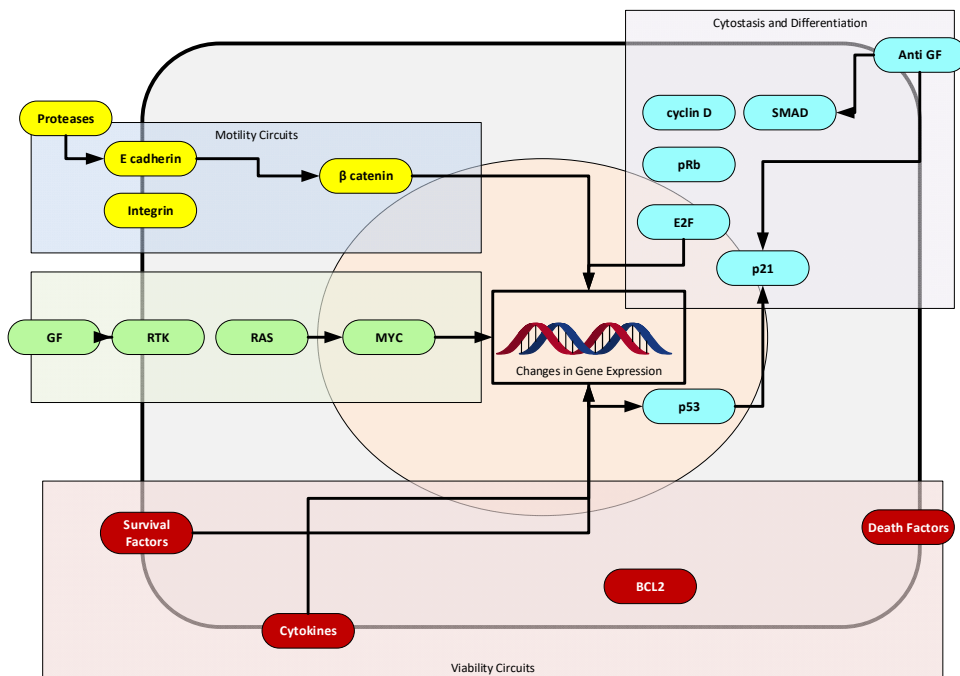 Cytostasis and Differentiation
Anti GF
Proteases
cyclin D
SMAD
Motility Circuits
E cadherin
pRb
β catenin
Integrin
E2F
p21
GF
RTK
RAS
MYC
Changes in Gene Expression
p53
Survival
Factors
Death Factors
BCL2
Cytokines
Viability Circuits